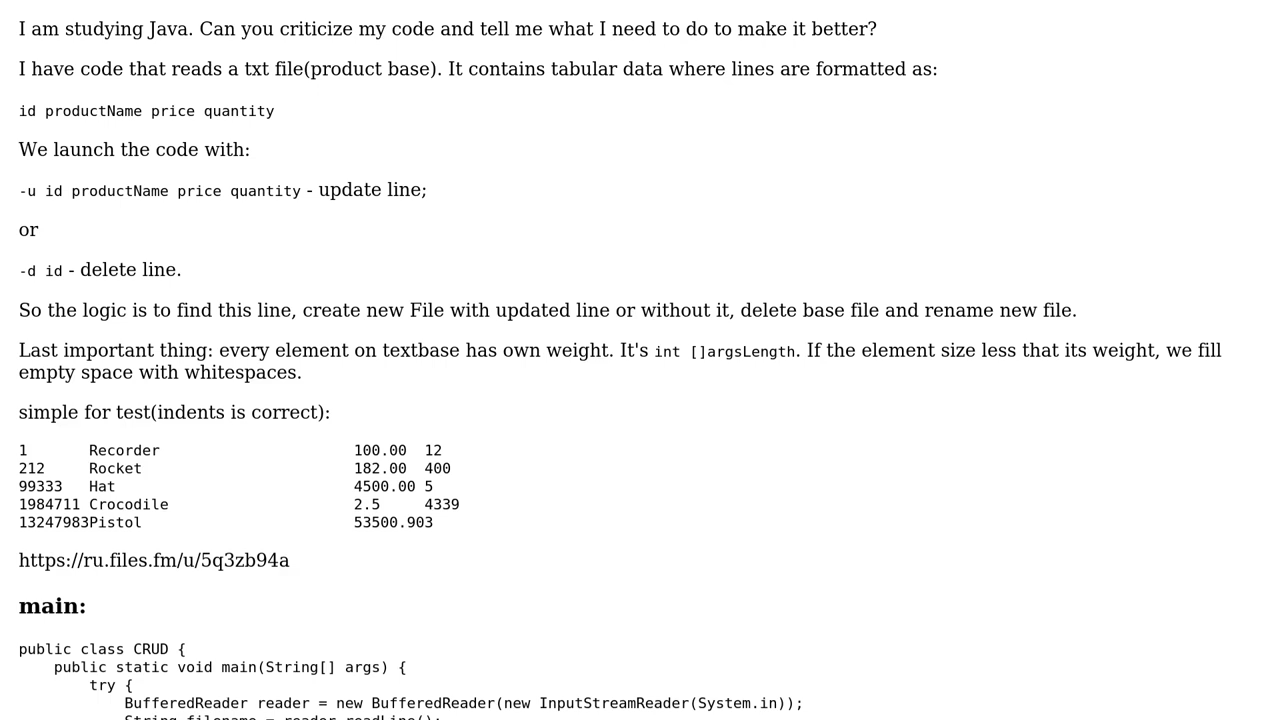 I am studying Java. Can you criticize my code and tell me what I need to do to make it better?
I have code that reads a txt file(product base). It contains tabular data where lines are formatted as:
id productName price quantity
We launch the code with:
-u id productName price quantity - update line;
or
-d id - delete line.
So the logic is to find this line, create new File with updated line or without it, delete base file and rename new file.
Last important thing: every element on textbase has own weight. It's int []argsLength. If the element size less that its weight, we fill
empty space with whitespaces.
simple for test(indents is correct):
1       Recorder                      100.00  12
212     Rocket                        182.00  400
99333   Hat                           4500.00 5
1984711 Crocodile                     2.5     4339
13247983Pistol                        53500.903
https://ru.files.fm/u/5q3zb94a
main:
public class CRUD {
    public static void main(String[] args) {
        try {
            BufferedReader reader = new BufferedReader(new InputStreamReader(System.in));
            String filename = reader.readLine();